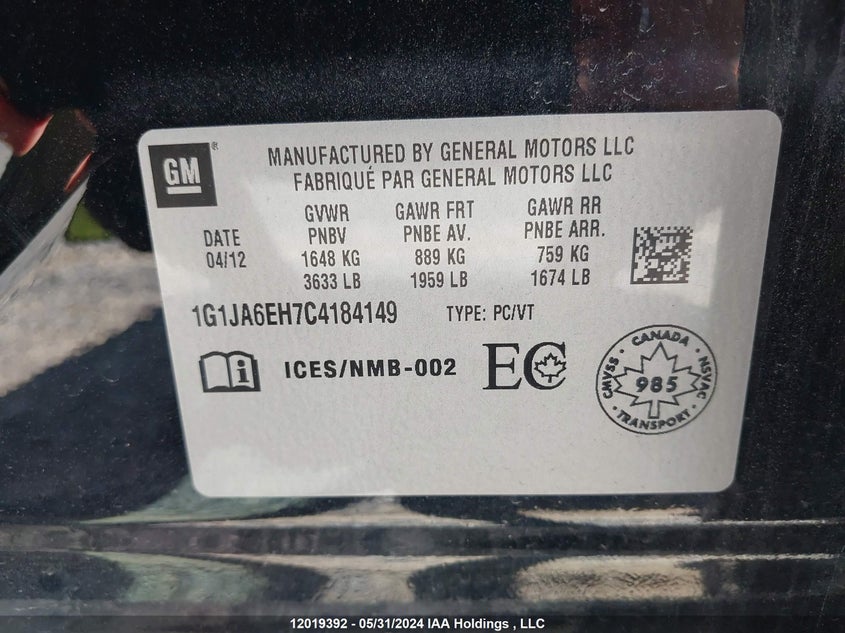 GM ®
MANUFACTURED BY GENERAL MOTORS LLC
FABRIQUÉ PAR GENERAL MOTORS LLC
GVWR GAWR FRT GAWR RR
DATE PNBV PNBE AV. PNBE ARR.
04/12 1648 KG 889 KG 759 KG
3633 LB 1959 LB 1674 LB
1G1JA6EH7C4184149 TYPE: PC/VT
i ICES/NMB-002 EC
CANADA
CMVSS 985 NSVAC
TRANSPORT
12019392 - 05/31/2024 IAA Holdings , LLC